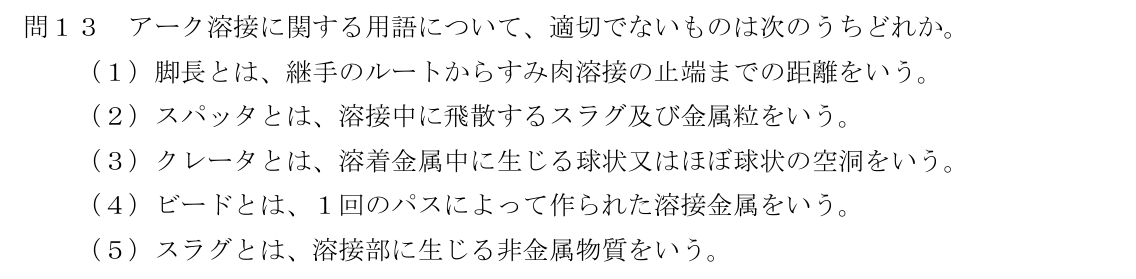 問13　アーク溶接に関する用語について、適切でないものは次のうちどれか。
（1）脚長とは、継手のルートからすみ肉溶接の止端までの距離をいう。
（2）スパッタとは、溶接中に飛散するスラグ及び金属粒をいう。
（3）クレータとは、溶着金属中に生じる球状又はほぼ球状の空洞をいう。
（4）ビードとは、１回のパスによって作られた溶接金属をいう。
（5）スラグとは、溶接部に生じる非金属物質をいう。